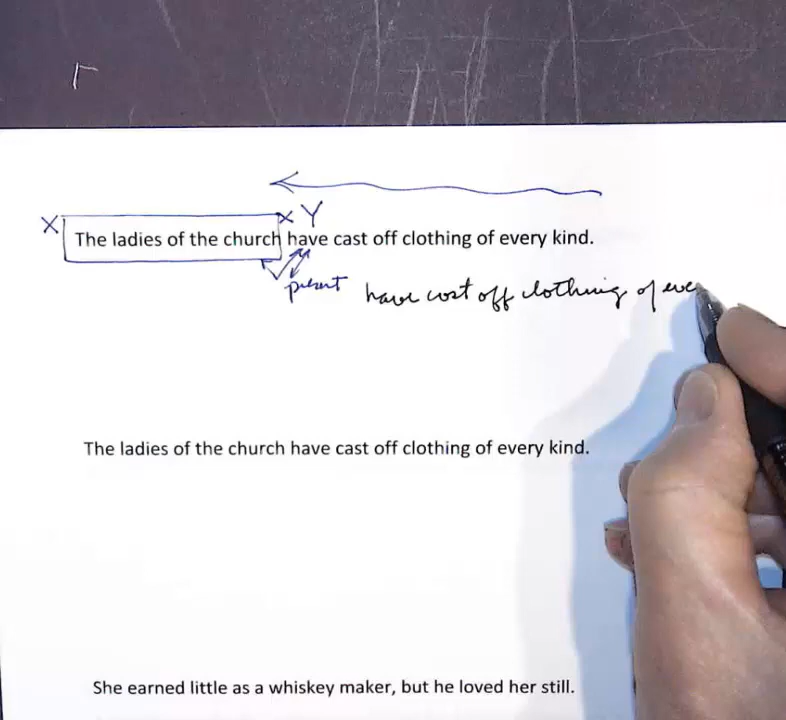 X Y
X The ladies of the church have cast off clothing of every kind.
present have cast off clothing of eve
The ladies of the church have cast off clothing of every kind.
She earned little as a whiskey maker, but he loved her still.